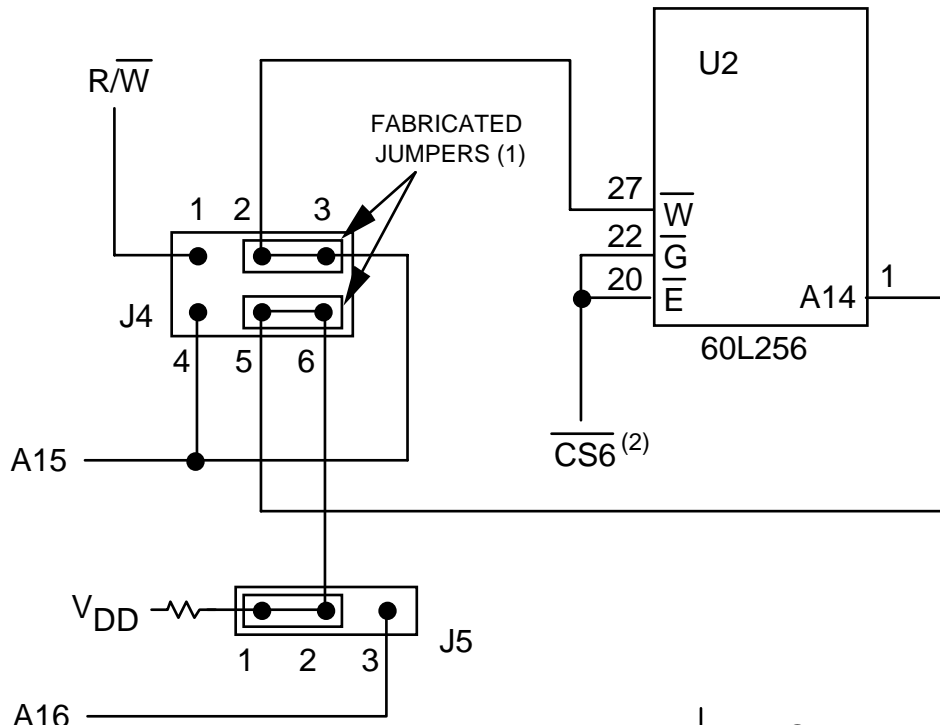 R/W̅
FABRICATED
JUMPERS (1)
U2
1 2 3
J4
4 5 6
27 W̅
22 G̅
20 E̅
A14 1
60L256
C̅S̅6̅ (2)
A15
VDD
1 2 3
J5
A16